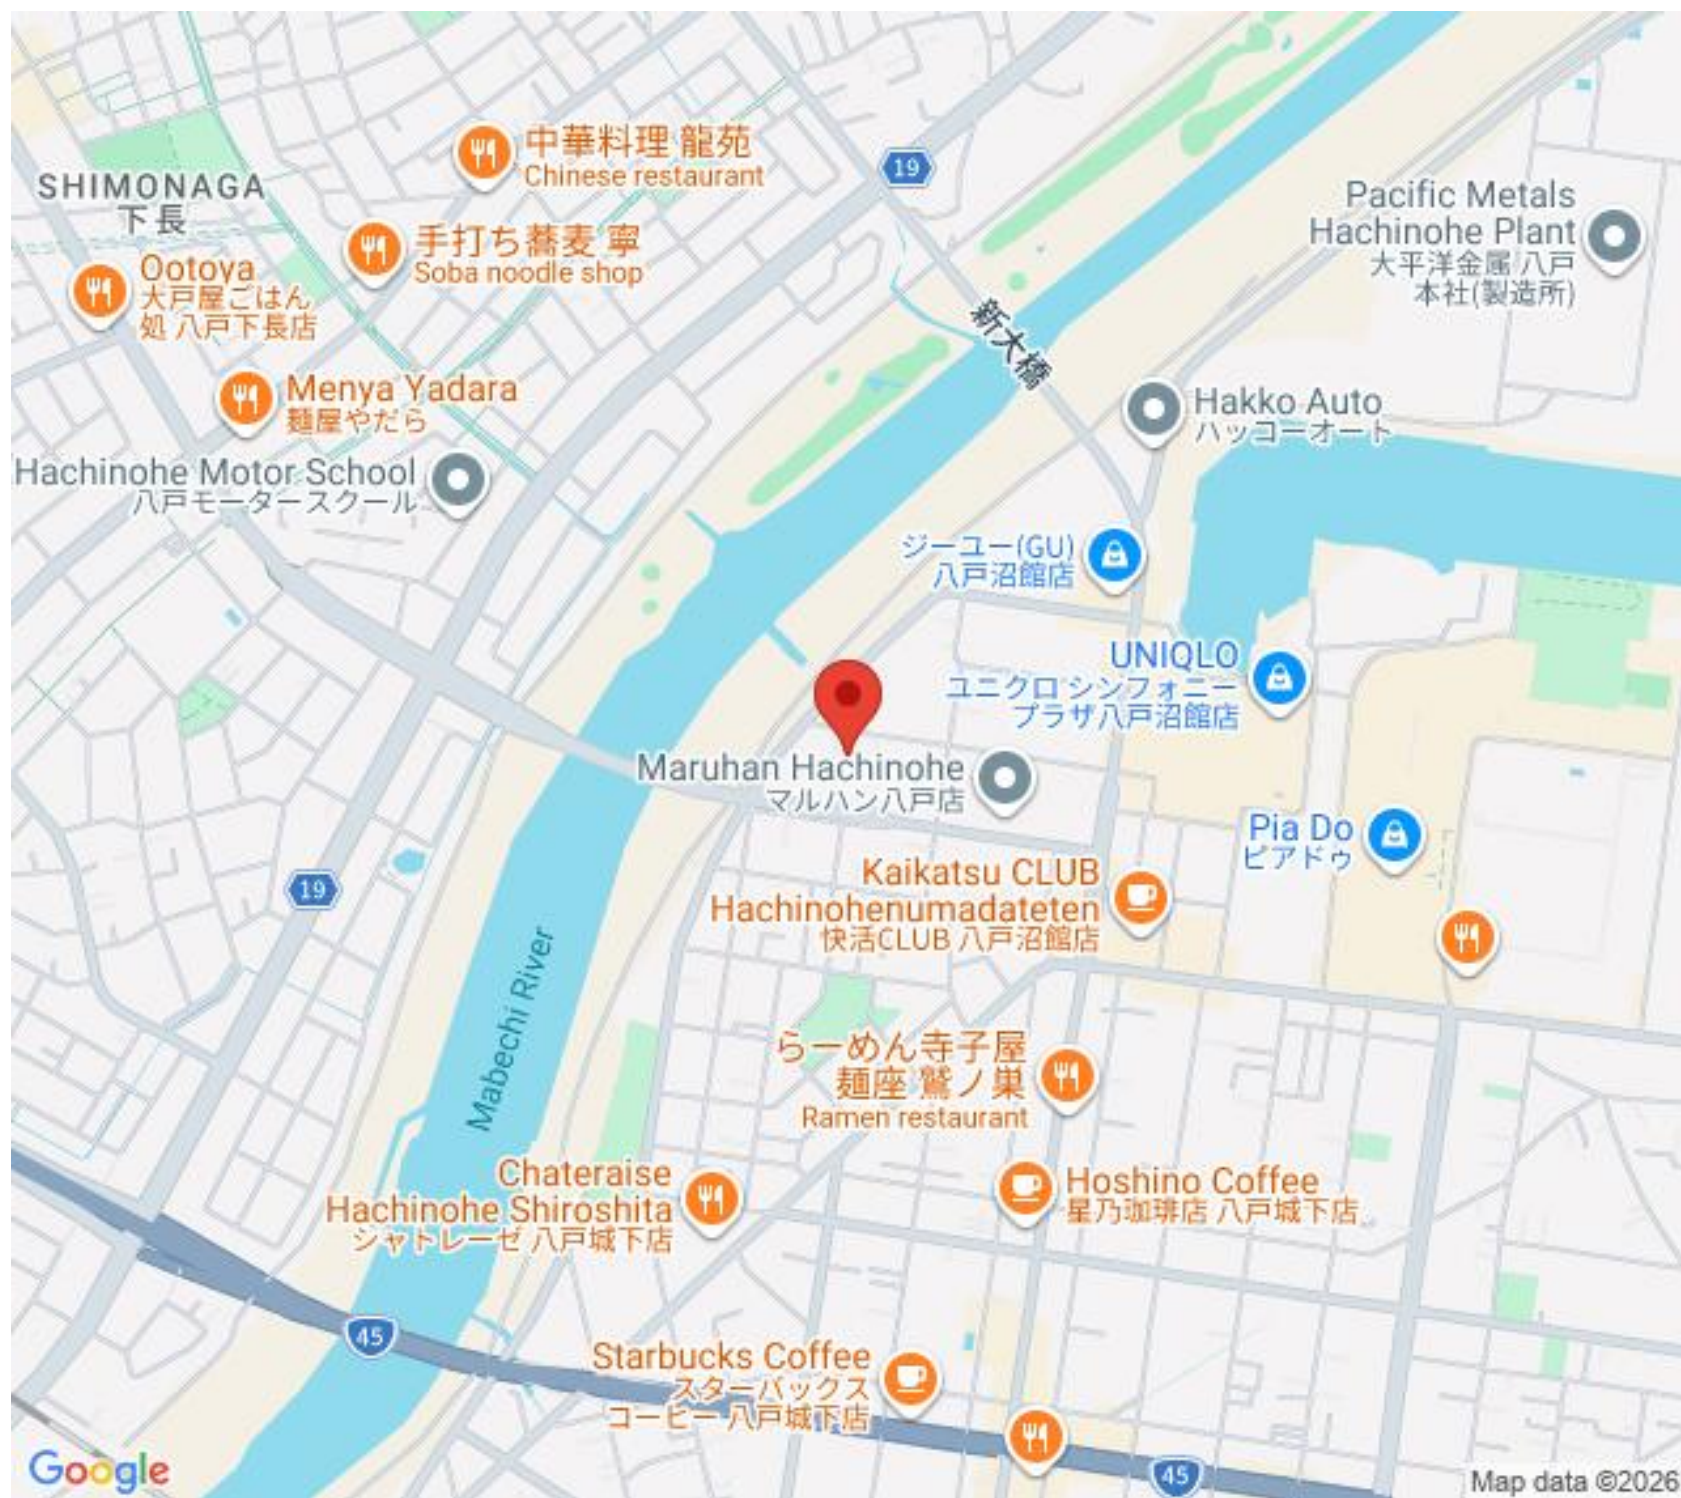 中華料理 龍苑
Chinese restaurant
19
SHIMONAGA
下長
Pacific Metals
Hachinohe Plant
大平洋金属 八戸
本社(製造所)
手打ち蕎麦 寧
Soba noodle shop
Ootoya
大戸屋ごはん
処 八戸下長店
新大橋
Menya Yadara
麺屋やだら
Hakko Auto
ハッコーオート
Hachinohe Motor School
八戸モータースクール
ジーユー(GU)
八戸沼館店
UNIQLO
ユニクロ シンフォニー
プラザ八戸沼館店
Maruhan Hachinohe
マルハン八戸店
Pia Do
ピアドゥ
Kaikatsu CLUB
Hachinohenumadateten
快活CLUB 八戸沼館店
19
Mabechi River
らーめん寺子屋
麺座 鷲ノ巣
Ramen restaurant
Chateraise
Hachinohe Shiroshita
シャトレーゼ 八戸城下店
Hoshino Coffee
星乃珈琲店 八戸城下店
45
Starbucks Coffee
スターバックス
コーヒー 八戸城下店
45
Google
Map data ©2026